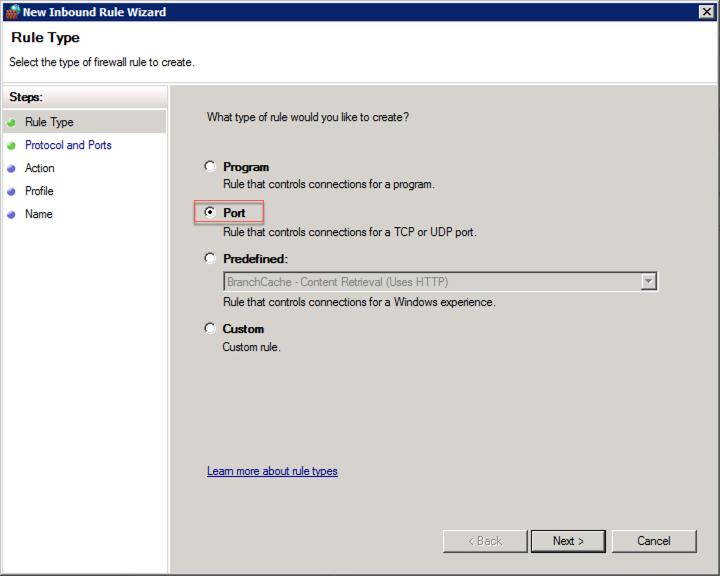 New Inbound Rule Wizard
Rule Type
Select the type of firewall rule to create.
Steps:
Rule Type
Protocol and Ports
Action
Profile
Name
What type of rule would you like to create?
Program
Rule that controls connections for a program.
Port
Rule that controls connections for a TCP or UDP port.
Predefined:
BranchCache - Content Retrieval (Uses HTTP)
Rule that controls connections for a Windows experience.
Custom
Custom rule.
Learn more about rule types
< Back
Next >
Cancel